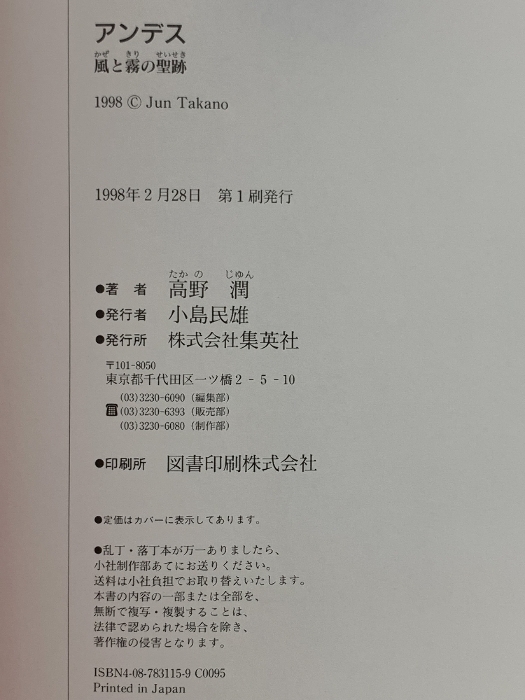 アンデス
かぜ きり せいせき
風と霧の聖跡
1998 © Jun Takano
1998年2月28日 第1刷発行
たかの じゅん
●著 者 高野 潤
●発行者 小島民雄
●発行所 株式会社集英社
〒101-8050
東京都千代田区一ツ橋2-5-10
(03)3230-6090(編集部)
(03)3230-6393(販売部)
(03)3230-6080(制作部)
●印刷所 図書印刷株式会社
●定価はカバーに表示してあります。
●乱丁・落丁本が万一ありましたら、
小社制作部あてにお送りください。
送料は小社負担でお取り替えいたします。
本書の内容の一部または全部を、
無断で複写・複製することは、
法律で認められた場合を除き、
著作権の侵害となります。
ISBN4-08-783115-9 C0095
Printed in Japan